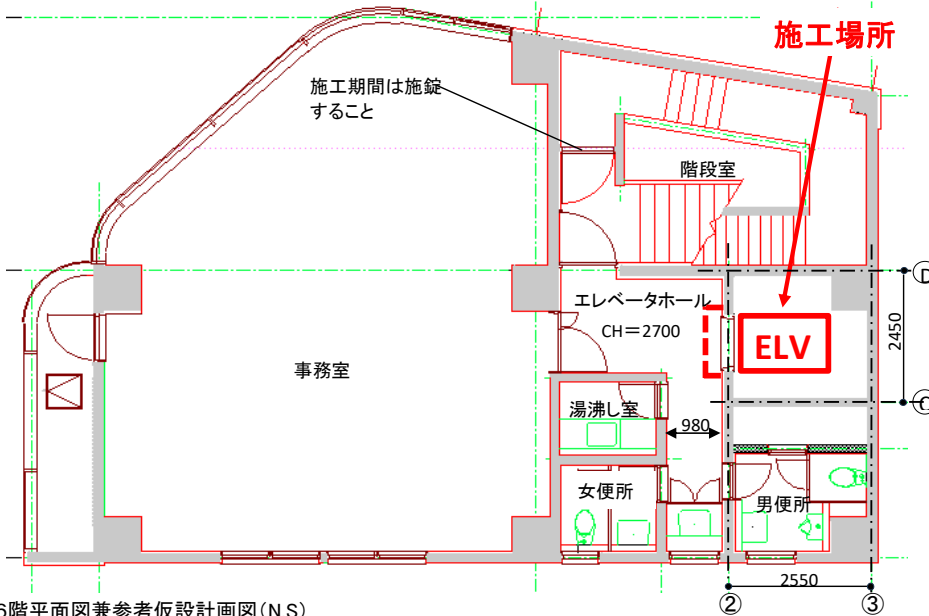 施工場所
施工期間は施錠
すること
階段室
エレベータホール
CH=2700
ELV
D
2450
事務室
湯沸し室
C
980
女便所
男便所
2550
② ③
6階平面図兼参考仮設計画図(NS)